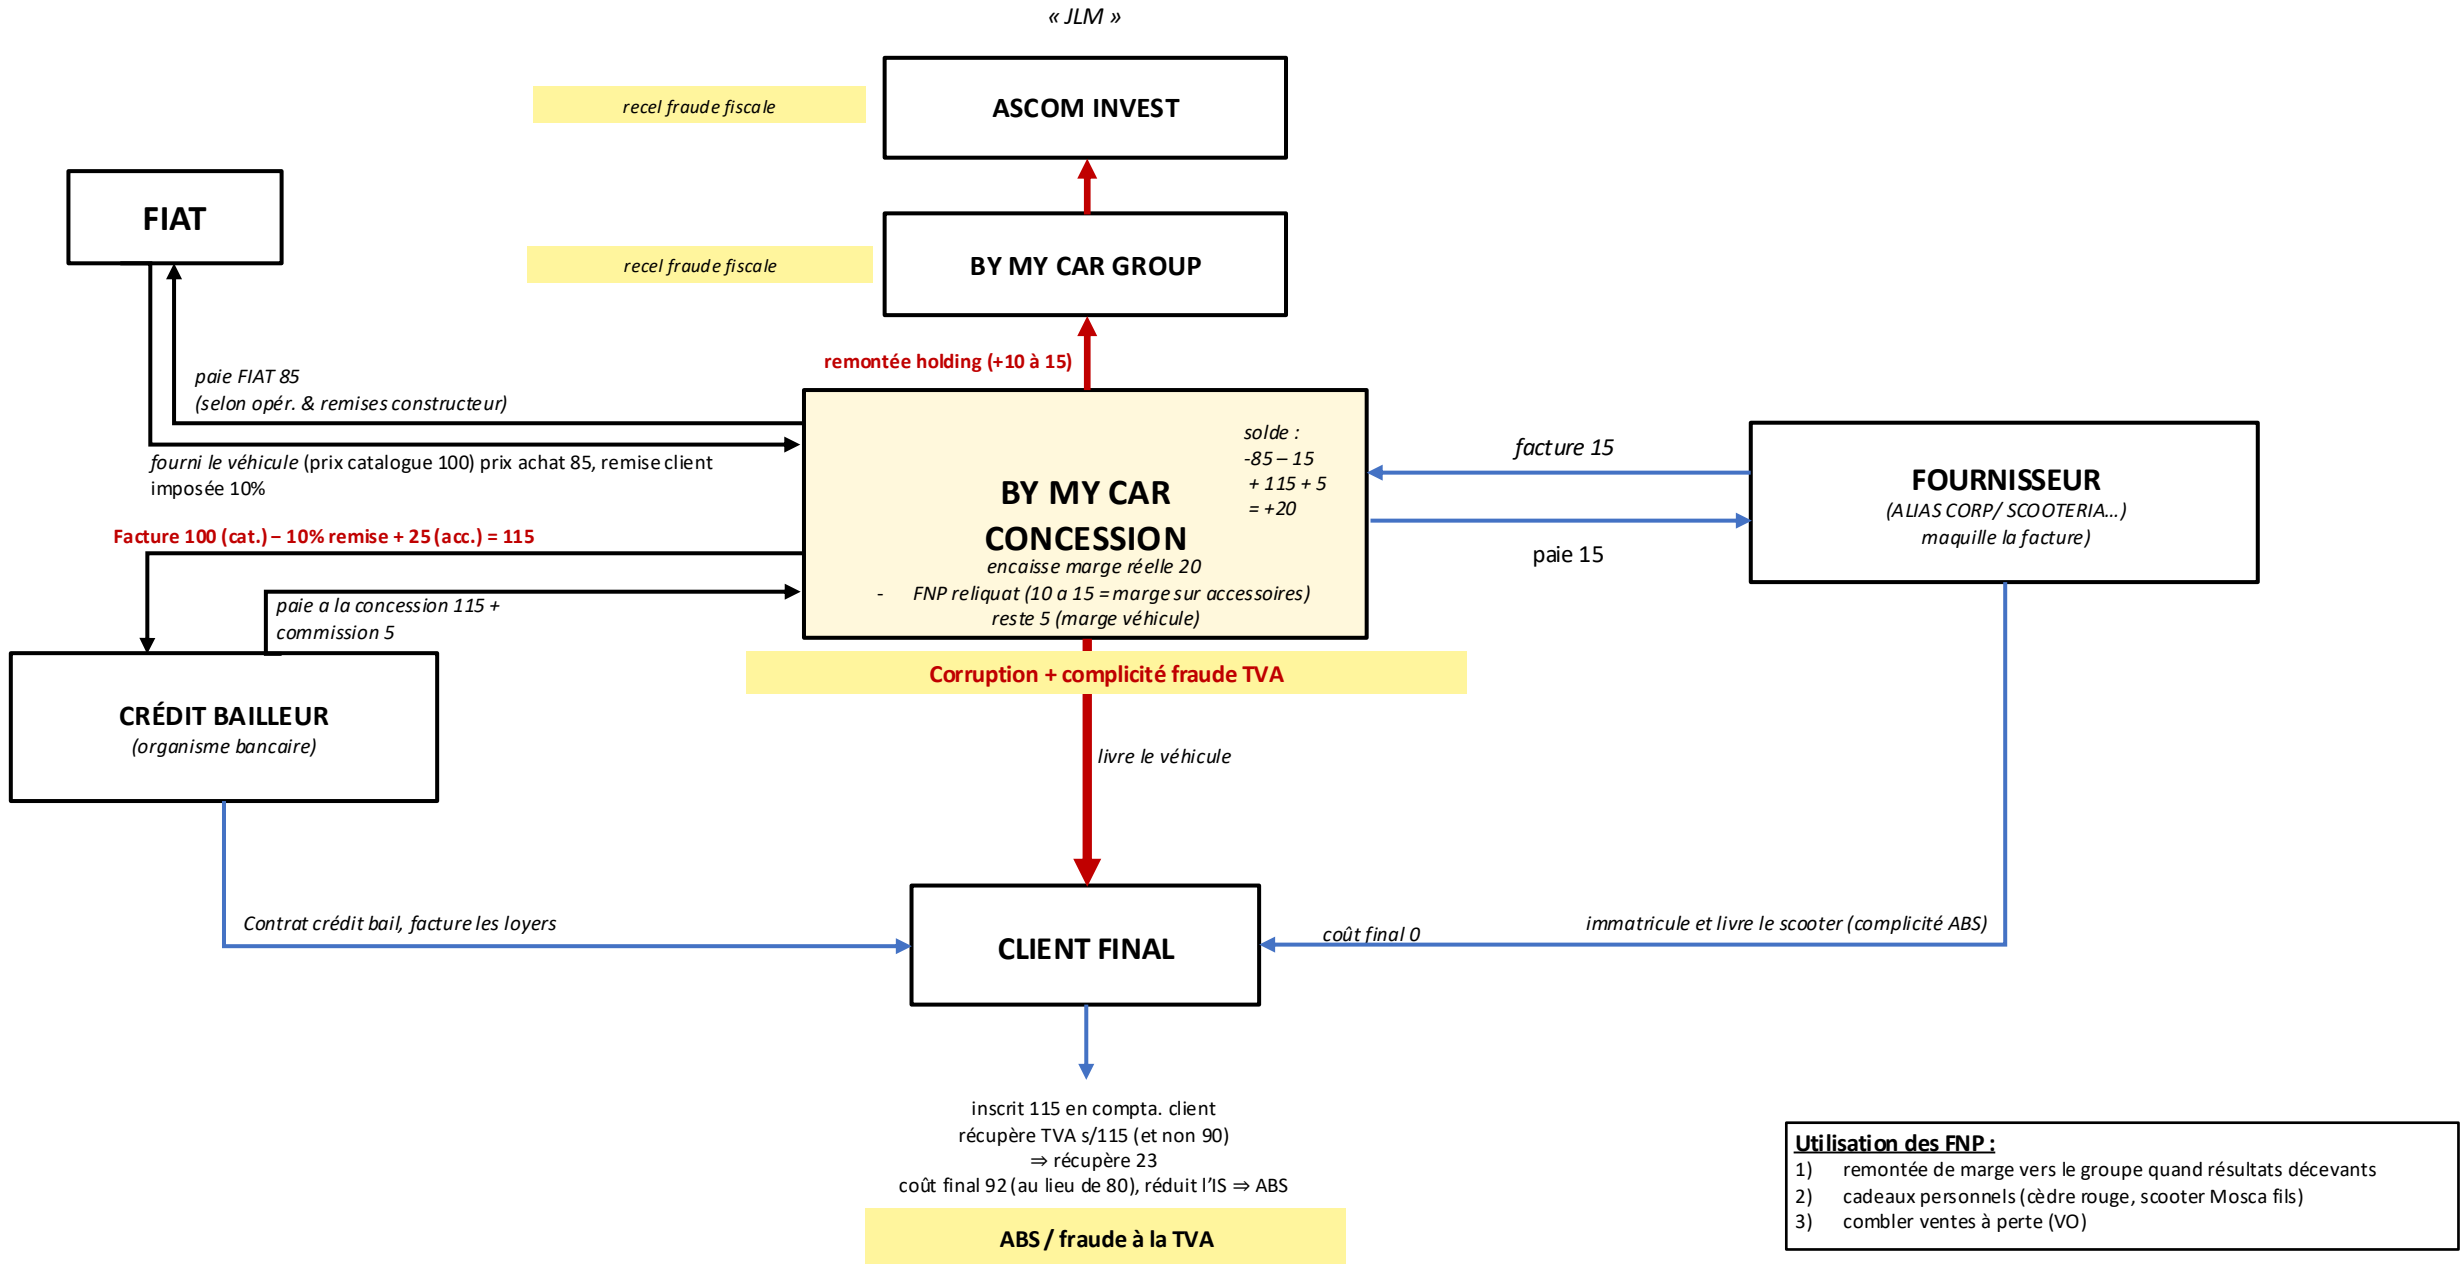 « JLM »
recel fraude fiscale
ASCOM INVEST
FIAT
recel fraude fiscale
BY MY CAR GROUP
remontée holding (+10 à 15)
paie FIAT 85
(selon opér. & remises constructeur)
fourni le véhicule (prix catalogue 100) prix achat 85, remise client
imposée 10%
solde :
-85 – 15
+ 115 + 5
= +20
BY MY CAR
CONCESSION
encaisse marge réelle 20
- FNP reliquat (10 a 15 = marge sur accessoires)
reste 5 (marge véhicule)
facture 15
paie 15
FOURNISSEUR
(ALIAS CORP/ SCOOTERIA…)
maquille la facture)
Facture 100 (cat.) – 10% remise + 25 (acc.) = 115
paie a la concession 115 +
commission 5
CRÉDIT BAILLEUR
(organisme bancaire)
Corruption + complicité fraude TVA
livre le véhicule
Contrat crédit bail, facture les loyers
CLIENT FINAL
coût final 0
immatricule et livre le scooter (complicité ABS)
inscrit 115 en compta. client
récupère TVA s/115 (et non 90)
⇒ récupère 23
coût final 92 (au lieu de 80), réduit l’IS ⇒ ABS
ABS / fraude à la TVA
Utilisation des FNP :
1) remontée de marge vers le groupe quand résultats décevants
2) cadeaux personnels (cèdre rouge, scooter Mosca fils)
3) combler ventes à perte (VO)